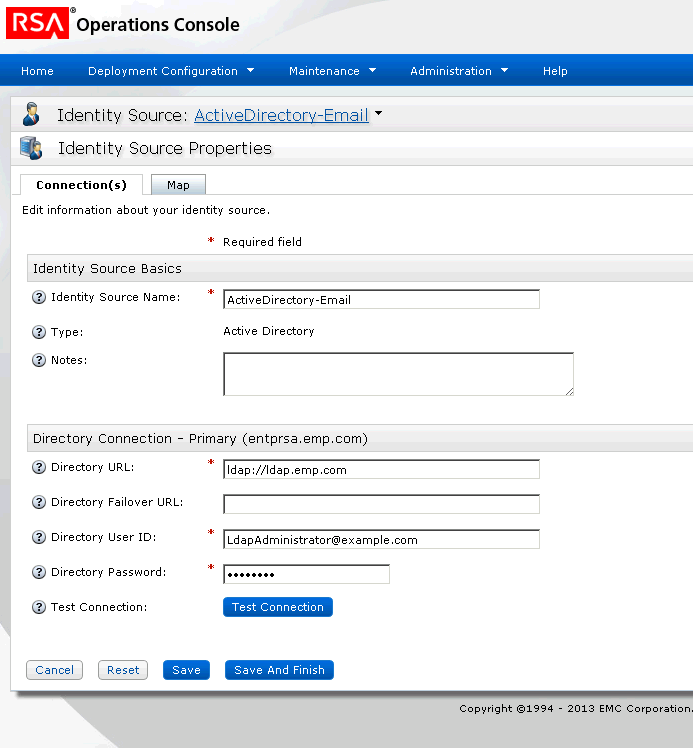 RSA® Operations Console
Home Deployment Configuration Maintenance Administration Help
Identity Source: ActiveDirectory-Email
Identity Source Properties
Connection(s) Map
Edit information about your identity source.
* Required field
Identity Source Basics
? Identity Source Name: * ActiveDirectory-Email
? Type: Active Directory
? Notes:
Directory Connection - Primary (entprsa.emp.com)
? Directory URL: * ldap://ldap.emp.com
? Directory Failover URL:
? Directory User ID: * LdapAdministrator@example.com
? Directory Password: * ••••••••
? Test Connection: Test Connection
Cancel Reset Save Save And Finish
Copyright ©1994 - 2013 EMC Corporation.